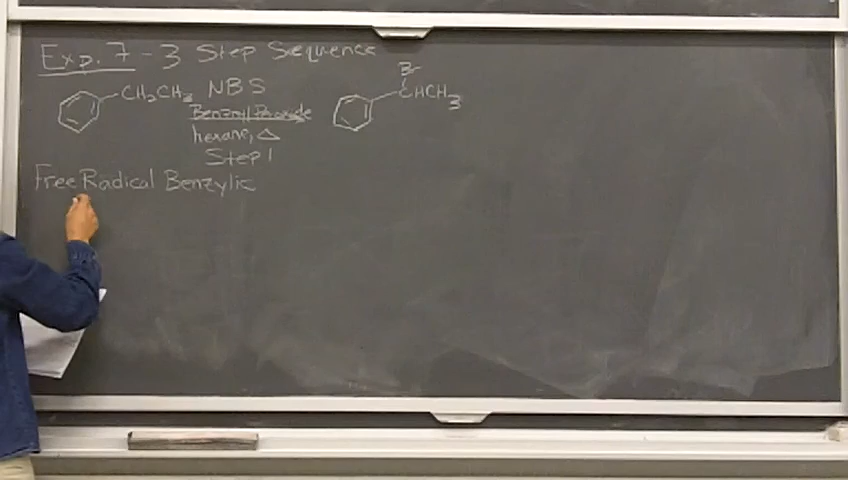 Exp. 7 - 3 Step Sequence
CH2CH3 NBS Br
Benzoyl Peroxide CHCH3
hexane, △
Step 1
Free Radical Benzylic